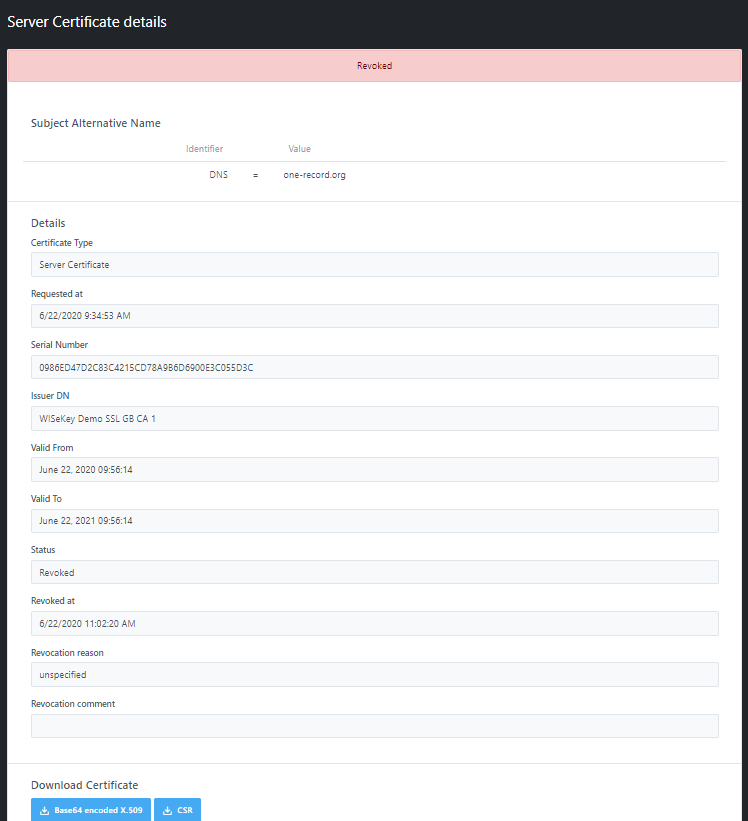 Server Certificate details
Revoked
Subject Alternative Name
Identifier Value
DNS = one-record.org
Details
Certificate Type
Server Certificate
Requested at
6/22/2020 9:34:53 AM
Serial Number
0986ED47D2C83C4215CD78A9B6D6900E3C055D3C
Issuer DN
WISeKey Demo SSL GB CA 1
Valid From
June 22, 2020 09:56:14
Valid To
June 22, 2021 09:56:14
Status
Revoked
Revoked at
6/22/2020 11:02:20 AM
Revocation reason
unspecified
Revocation comment
Download Certificate
Base64 encoded X.509 CSR